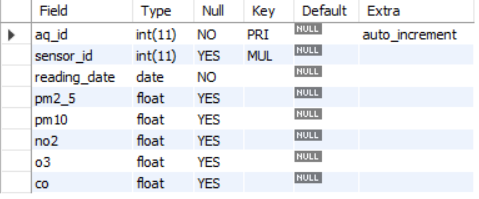 Field Type Null Key Default Extra
aq_id int(11) NO PRI NULL auto_increment
sensor_id int(11) YES MUL NULL
reading_date date NO NULL
pm2_5 float YES NULL
pm10 float YES NULL
no2 float YES NULL
o3 float YES NULL
co float YES NULL